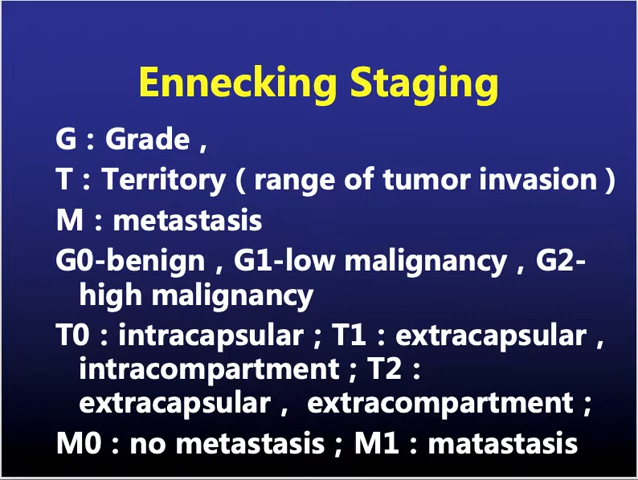 Ennecking Staging
G：Grade，
T：Territory（range of tumor invasion）
M：metastasis
G0-benign，G1-low malignancy，G2-
high malignancy
T0：intracapsular；T1：extracapsular，
intracompartment；T2：
extracapsular， extracompartment；
M0：no metastasis；M1：matastasis